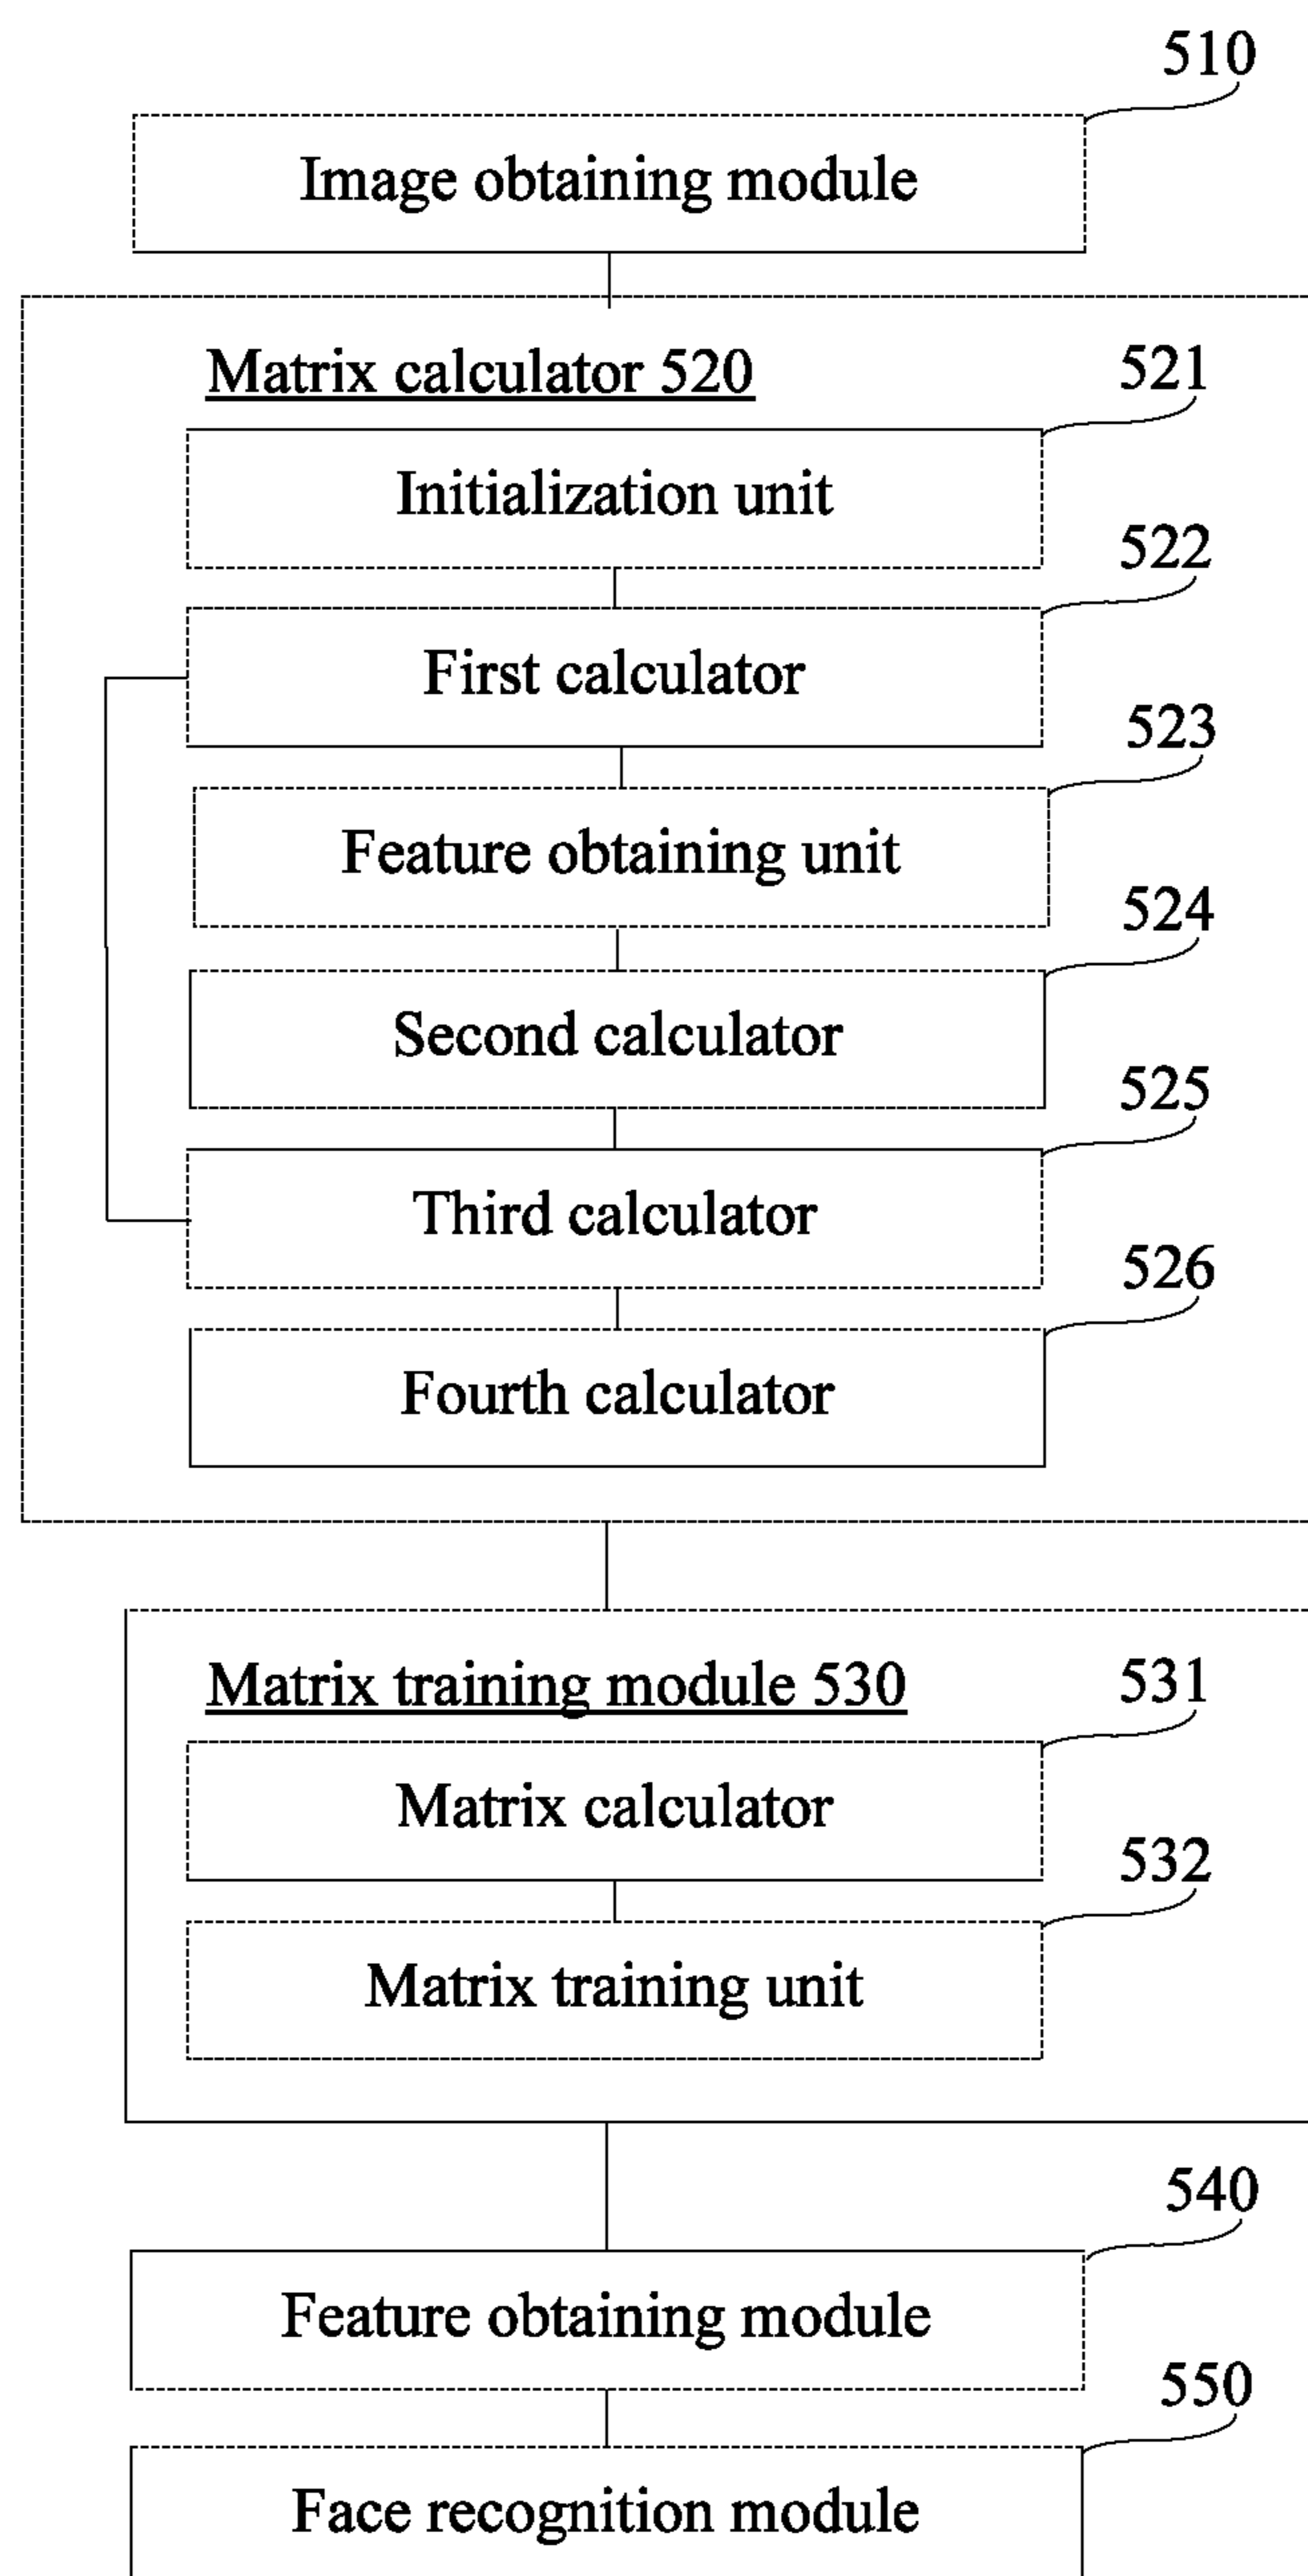 510
Image obtaining module
Matrix calculator 520
521
Initialization unit
522
First calculator
523
Feature obtaining unit
524
Second calculator
525
Third calculator
526
Fourth calculator
Matrix training module 530
531
Matrix calculator
532
Matrix training unit
540
Feature obtaining module
550
Face recognition module